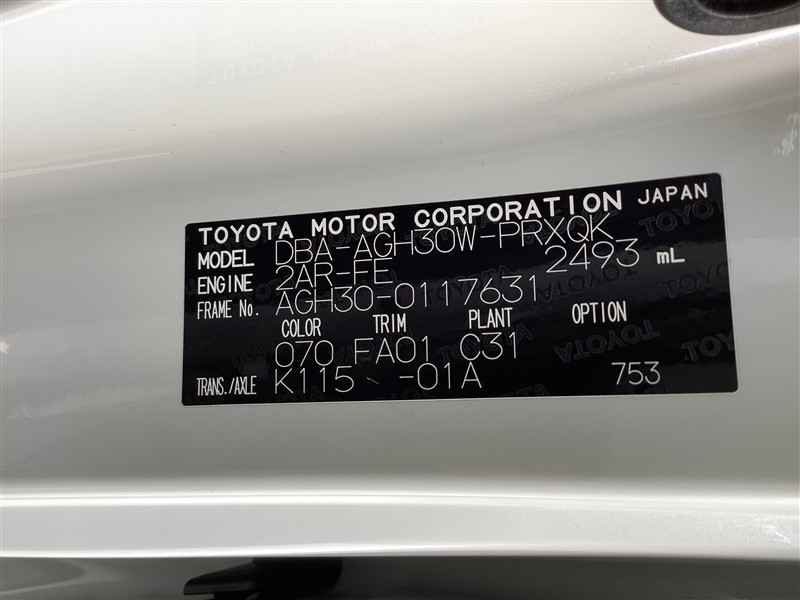 TOYOTA MOTOR CORPORATION JAPAN
MODEL DBA-AGH30W-PRXQK
ENGINE 2AR-FE 2493 mL
FRAME No. AGH30-0117631
COLOR TRIM PLANT OPTION
070 FA01 C31
TRANS./AXLE K115 -01A 753